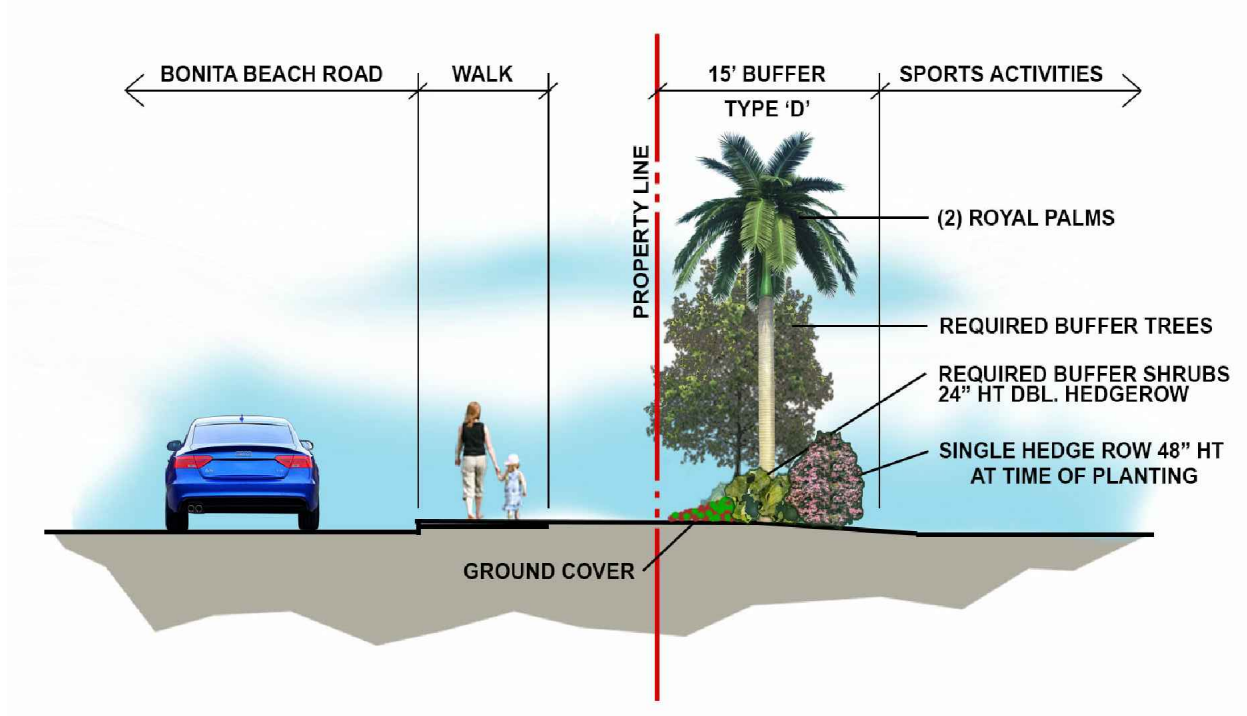 BONITA BEACH ROAD
WALK
15’ BUFFER
SPORTS ACTIVITIES
TYPE ‘D’
PROPERTY LINE
(2) ROYAL PALMS
REQUIRED BUFFER TREES
REQUIRED BUFFER SHRUBS
24” HT DBL. HEDGEROW
SINGLE HEDGE ROW 48” HT
AT TIME OF PLANTING
GROUND COVER